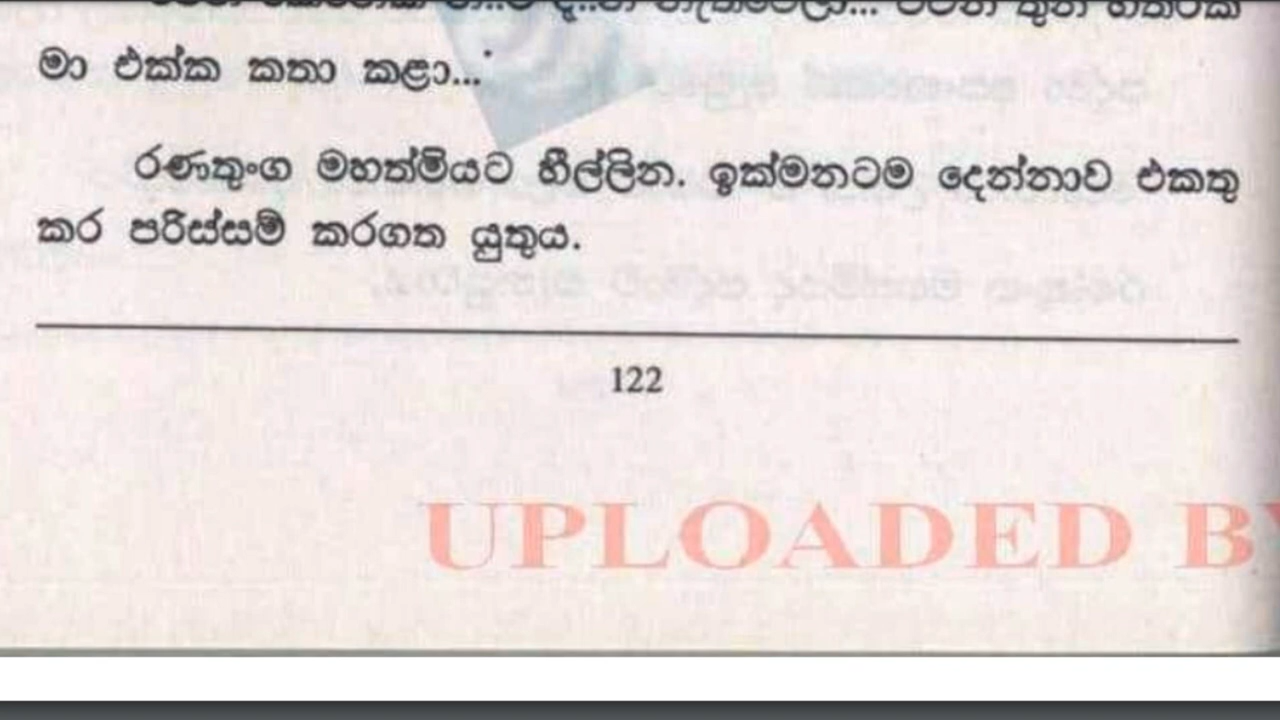 මා එක්ක කතා කළා...'
රණතුංග මහත්මියට හීල්ලින. ඉක්මනටම දෙන්නාව එකතු
කර පරිස්සම් කරගත යුතුය.
122
UPLOADED B